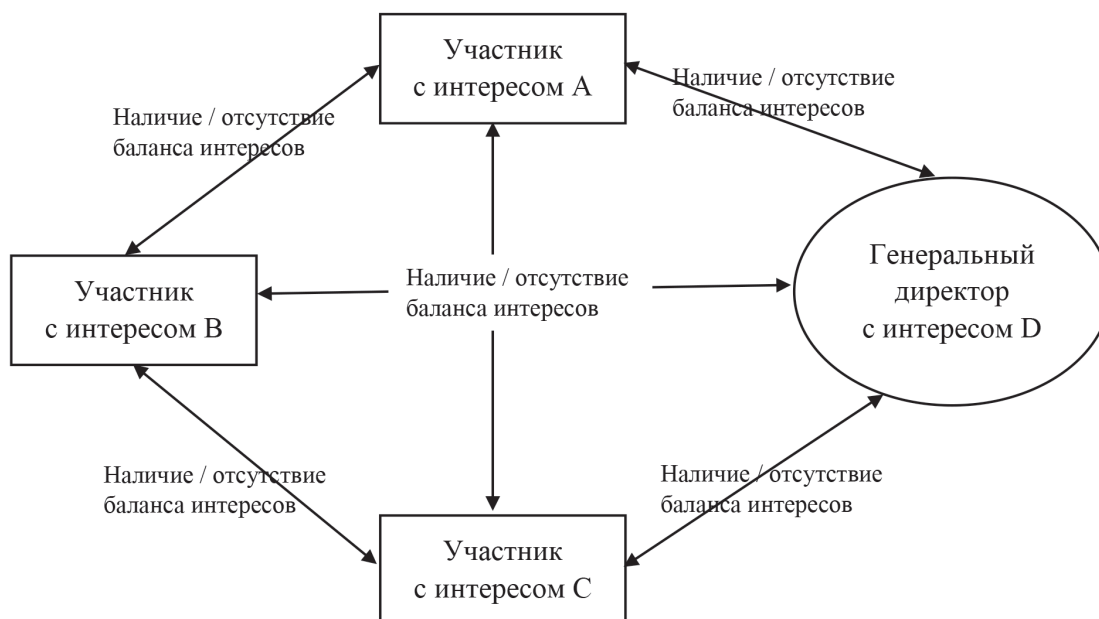 Участник
с интересом A
Наличие / отсутствие
баланса интересов
Наличие / отсутствие
баланса интересов
Участник
с интересом B
Наличие / отсутствие
баланса интересов
Генеральный
директор
с интересом D
Наличие / отсутствие
баланса интересов
Наличие / отсутствие
баланса интересов
Участник
с интересом C